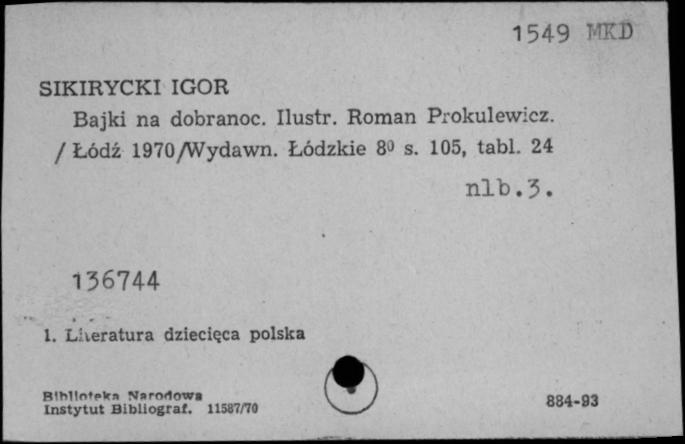 1549 MKD
SIKIRYCKI IGOR
Bajki na dobranoc. Ilustr. Roman Prokulewicz.
/Łódź 1970/Wydawn. Łódzkie 8⁰ s. 105, tabl. 24
nlb.3.
136744
1. Literatura dziecięca polska
Biblioteka Narodowa
Instytut Bibliograf. 11587/70
884-93